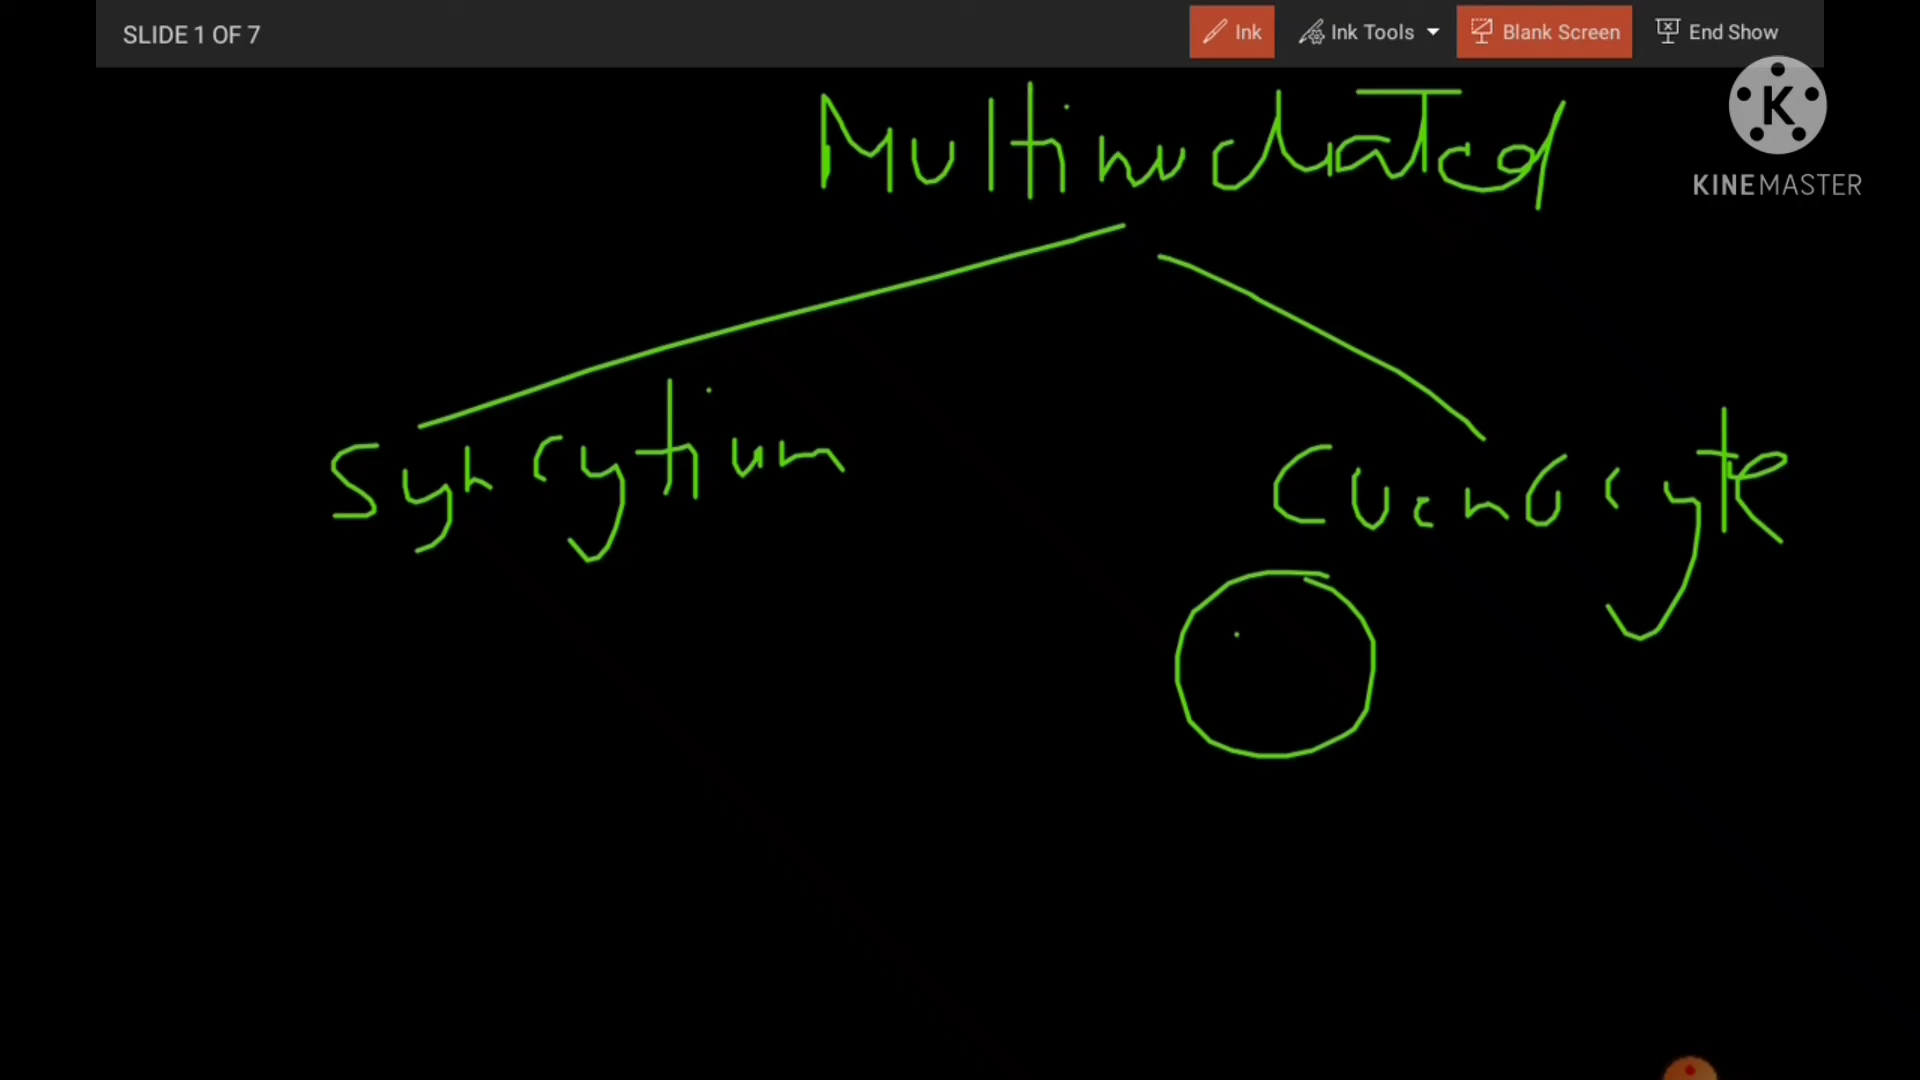 SLIDE 1 OF 7
Ink
Ink Tools
Blank Screen
End Show
K
KINEMASTER
Multinucleated
Syncytium
Coenocyte